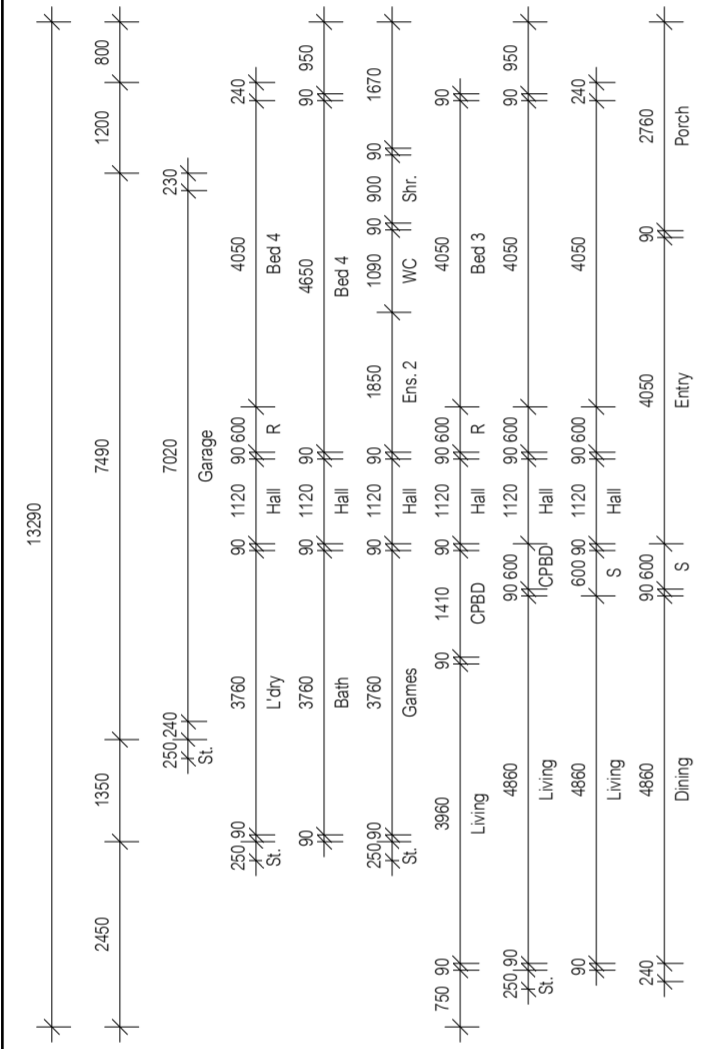 13290
2450 1350 7490 1200 800
250 240 7020 230
St. Garage
250 90 3760 90 1120 90 600 4050 240
St. L'dry Hall R Bed 4
90 3760 90 1120 90 4650 90 950
Bath Hall Bed 4
250 90 3760 90 1120 90 1850 1090 90 900 90 1670
St. Games Hall Ens. 2 WC Shr.
750 90 3960 90 1410 90 1120 90 600 4050 90
Living CPBD Hall R Bed 3
250 90 4860 90 600 1120 90 600 4050 90 950
St. Living CPBD Hall
90 4860 600 90 1120 90 600 4050 240
Living S Hall
240 4860 90 600 4050 90 2760
Dining S Entry Porch